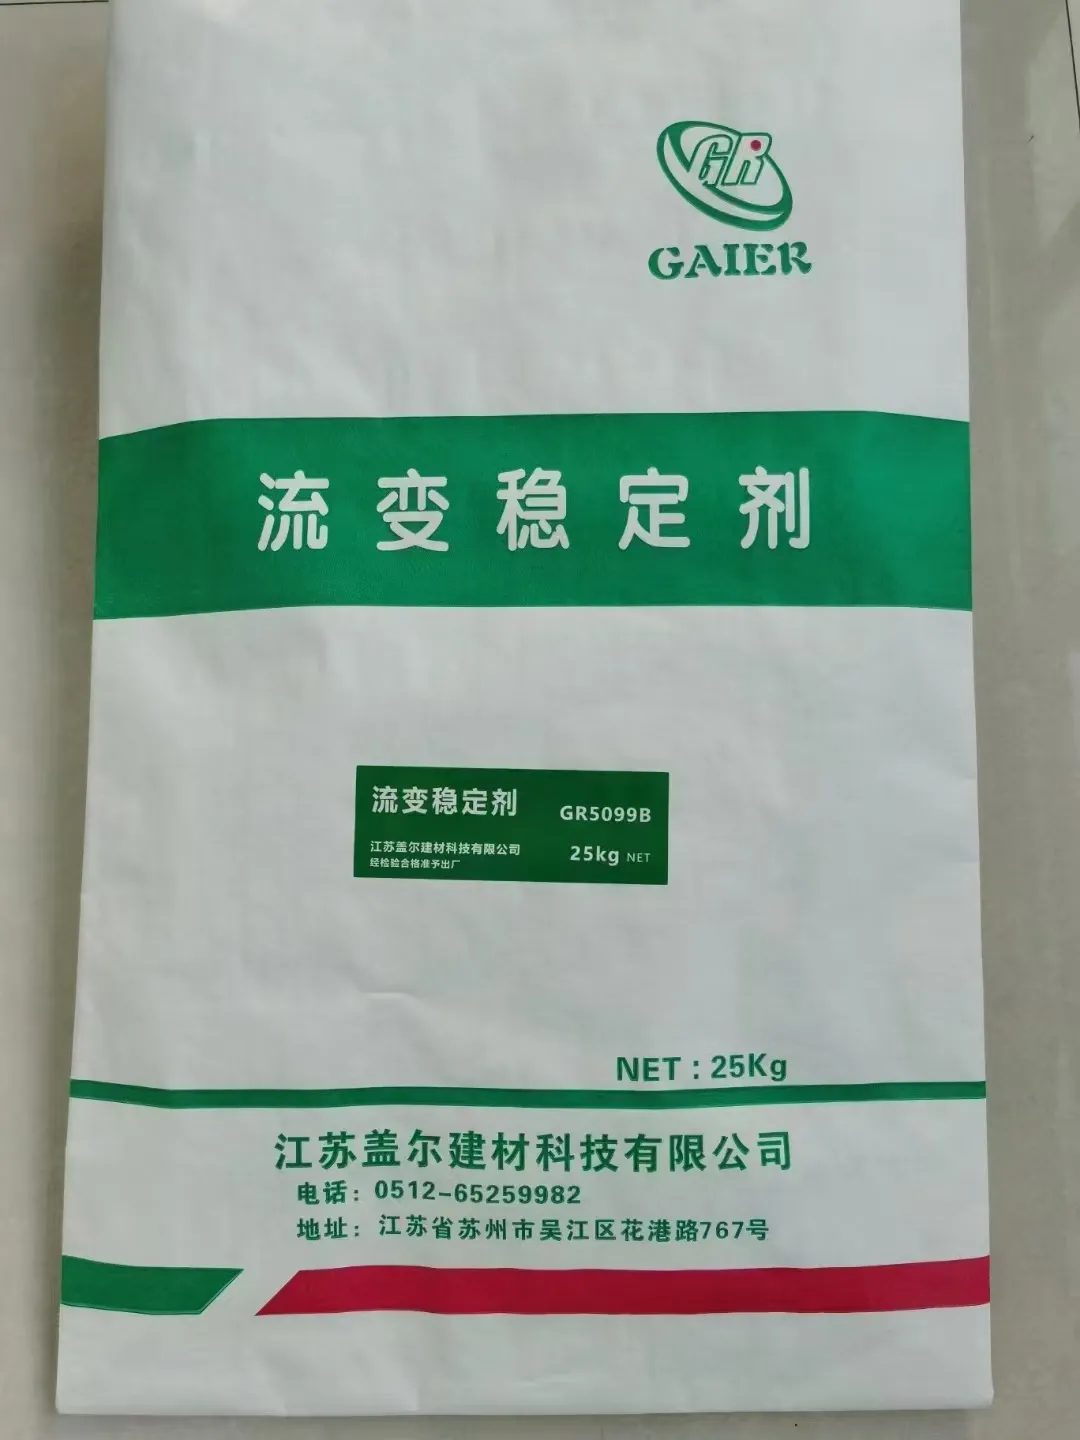 GR
GAIER
流变稳定剂
流变稳定剂 GR5099B
江苏盖尔建材科技有限公司 25kg NET
经检验合格准予出厂
NET：25Kg
江苏盖尔建材科技有限公司
电话：0512-65259982
地址：江苏省苏州市吴江区花港路767号